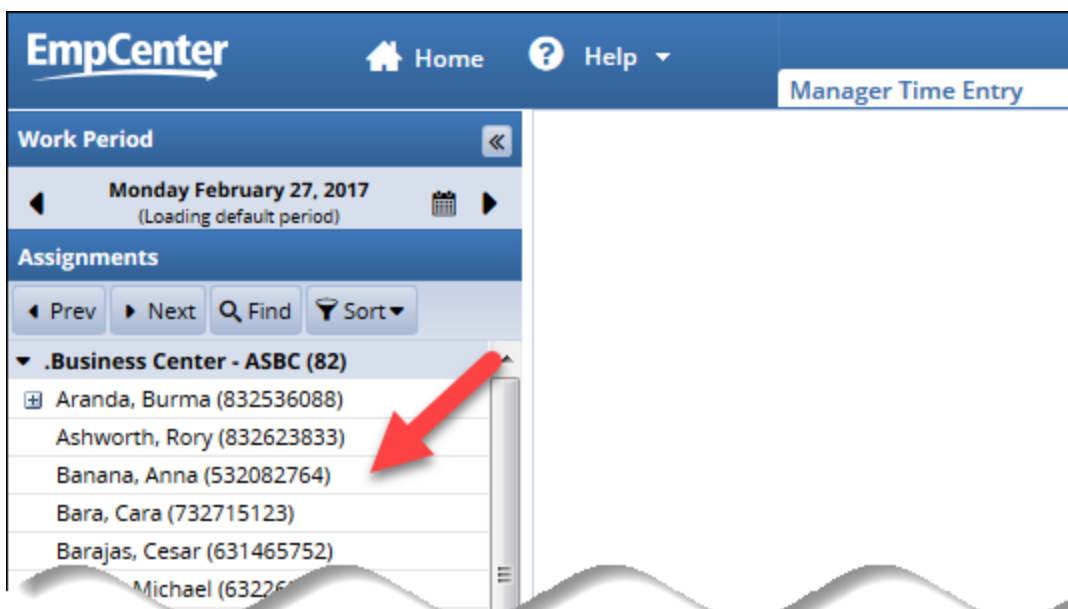 EmpCenter
Home
Help
Manager Time Entry
Work Period
Monday February 27, 2017
(Loading default period)
Assignments
Prev Next Find Sort
.Business Center - ASBC (82)
Aranda, Burma (832536088)
Ashworth, Rory (832623833)
Banana, Anna (532082764)
Bara, Cara (732715123)
Barajas, Cesar (631465752)
Michael